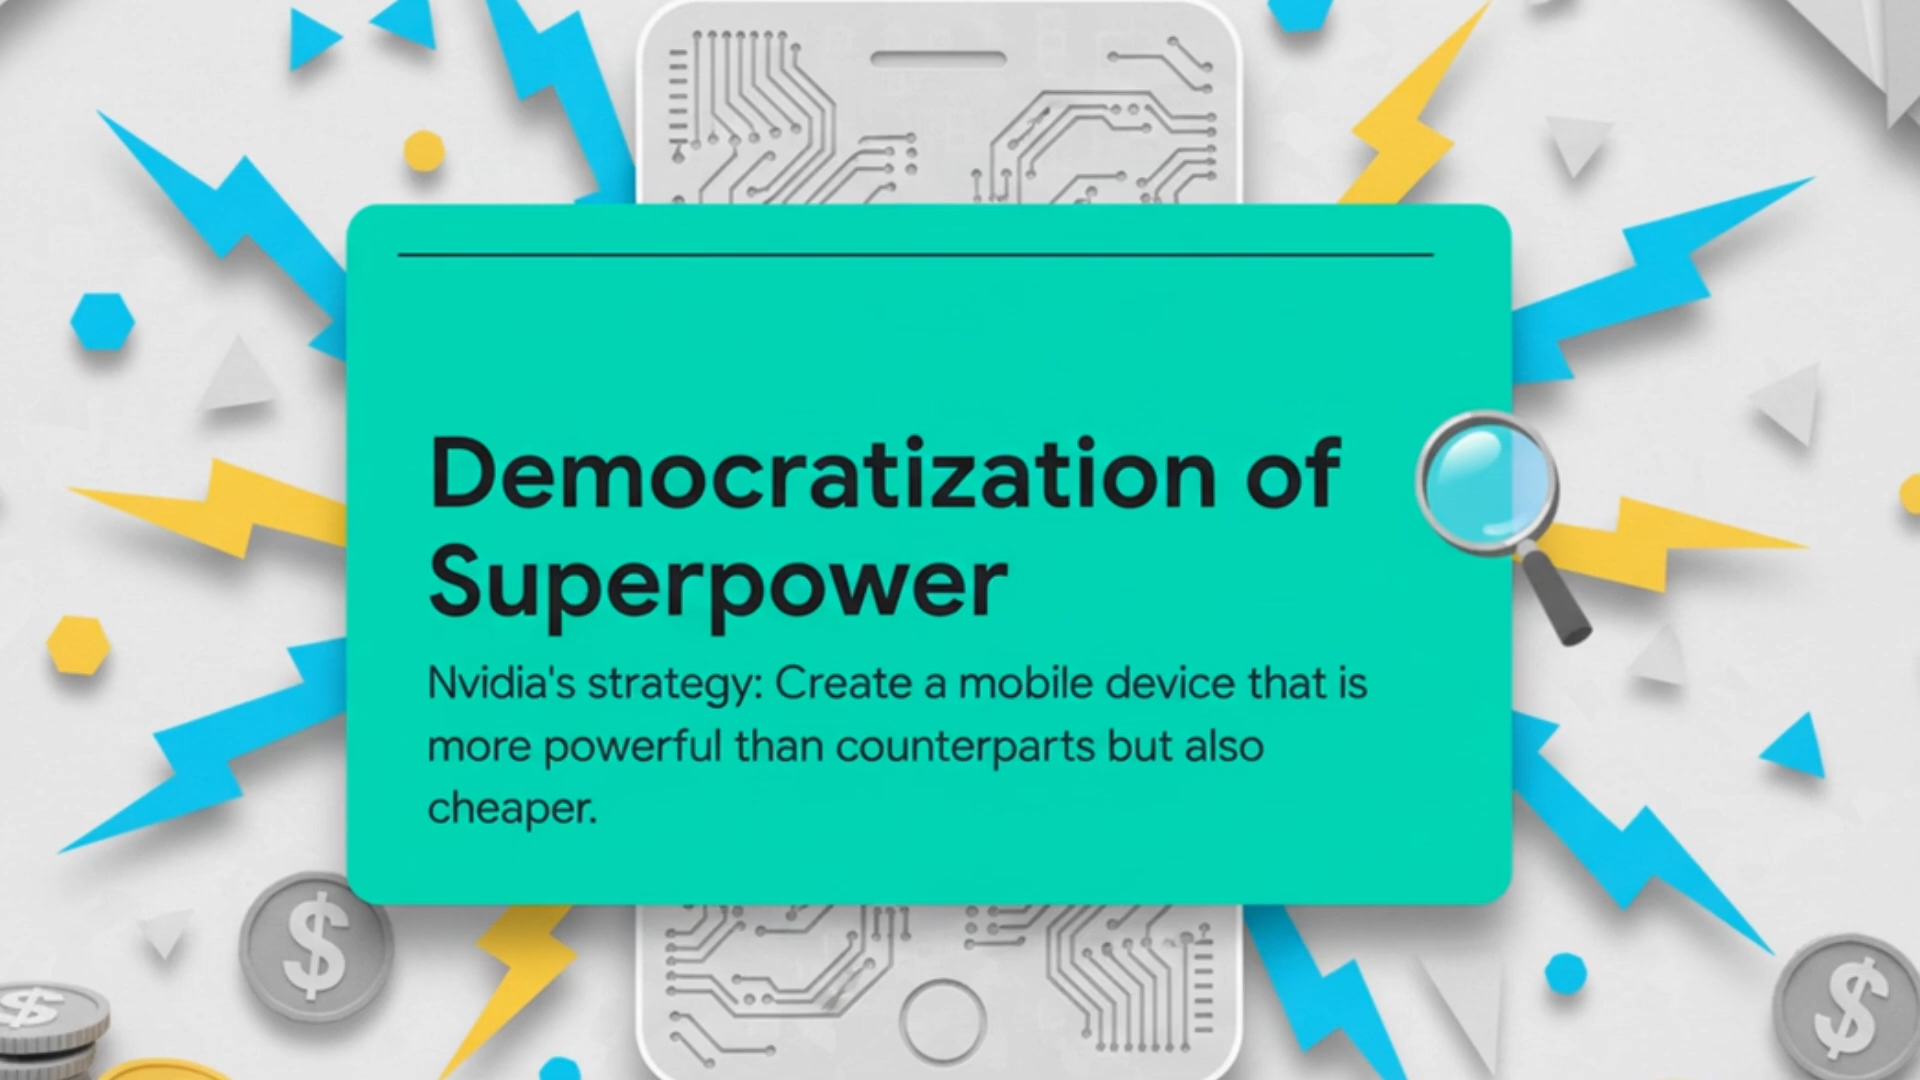 Democratization of
Superpower
Nvidia's strategy: Create a mobile device that is
more powerful than counterparts but also
cheaper.
$
$
$